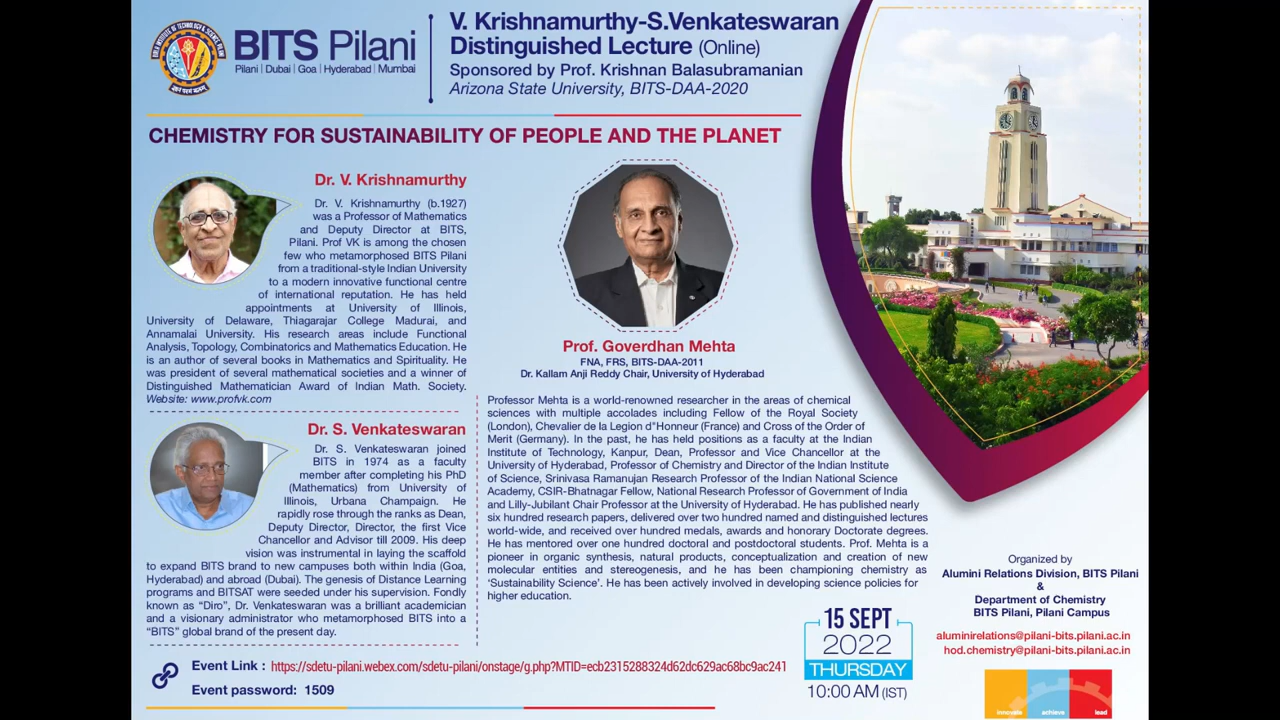 BITS Pilani
Pilani | Dubai | Goa | Hyderabad | Mumbai
V. Krishnamurthy-S.Venkateswaran
Distinguished Lecture (Online)
Sponsored by Prof. Krishnan Balasubramanian
Arizona State University, BITS-DAA-2020
CHEMISTRY FOR SUSTAINABILITY OF PEOPLE AND THE PLANET
Dr. V. Krishnamurthy
Dr. V. Krishnamurthy (b.1927)
was a Professor of Mathematics
and Deputy Director at BITS,
Pilani. Prof VK is among the chosen
few who metamorphosed BITS Pilani
from a traditional-style Indian University
to a modern innovative functional centre
of international reputation. He has held
appointments at University of Illinois,
University of Delaware, Thiagarajar College Madurai, and
Annamalai University. His research areas include Functional
Analysis, Topology, Combinatorics and Mathematics Education. He
is an author of several books in Mathematics and Spirituality. He
was president of several mathematical societies and a winner of
Distinguished Mathematician Award of Indian Math. Society.
Website: www.profvk.com
Dr. S. Venkateswaran
Dr. S. Venkateswaran joined
BITS in 1974 as a faculty
member after completing his PhD
(Mathematics) from University of
Illinois, Urbana Champaign. He
rapidly rose through the ranks as Dean,
Deputy Director, Director, the first Vice
Chancellor and Advisor till 2009. His deep
vision was instrumental in laying the scaffold
to expand BITS brand to new campuses both within India (Goa,
Hyderabad) and abroad (Dubai). The genesis of Distance Learning
programs and BITSAT were seeded under his supervision. Fondly
known as “Diro”, Dr. Venkateswaran was a brilliant academician
and a visionary administrator who metamorphosed BITS into a
“BITS” global brand of the present day.
Prof. Goverdhan Mehta
FNA, FRS, BITS-DAA-2011
Dr. Kallam Anji Reddy Chair, University of Hyderabad
Professor Mehta is a world-renowned researcher in the areas of chemical
sciences with multiple accolades including Fellow of the Royal Society
(London), Chevalier de la Legion d"Honneur (France) and Cross of the Order of
Merit (Germany). In the past, he has held positions as a faculty at the Indian
Institute of Technology, Kanpur, Dean, Professor and Vice Chancellor at the
University of Hyderabad, Professor of Chemistry and Director of the Indian Institute
of Science, Srinivasa Ramanujan Research Professor of the Indian National Science
Academy, CSIR-Bhatnagar Fellow, National Research Professor of Government of India
and Lilly-Jubilant Chair Professor at the University of Hyderabad. He has published nearly
six hundred research papers, delivered over two hundred named and distinguished lectures
world-wide, and received over hundred medals, awards and honorary Doctorate degrees.
He has mentored over one hundred doctoral and postdoctoral students. Prof. Mehta is a
pioneer in organic synthesis, natural products, conceptualization and creation of new
molecular entities and stereogenesis, and he has been championing chemistry as
‘Sustainability Science’. He has been actively involved in developing science policies for
higher education.
15 SEPT
2022
THURSDAY
10:00 AM (IST)
Organized by
Alumini Relations Division, BITS Pilani
&
Department of Chemistry
BITS Pilani, Pilani Campus
aluminirelations@pilani-bits.pilani.ac.in
hod.chemistry@pilani-bits.pilani.ac.in
Event Link : https://sdetu-pilani.webex.com/sdetu-pilani/onstage/g.php?MTID=ecb2315288324d62dc629ac68bc9ac241
Event password: 1509
innovate achieve lead